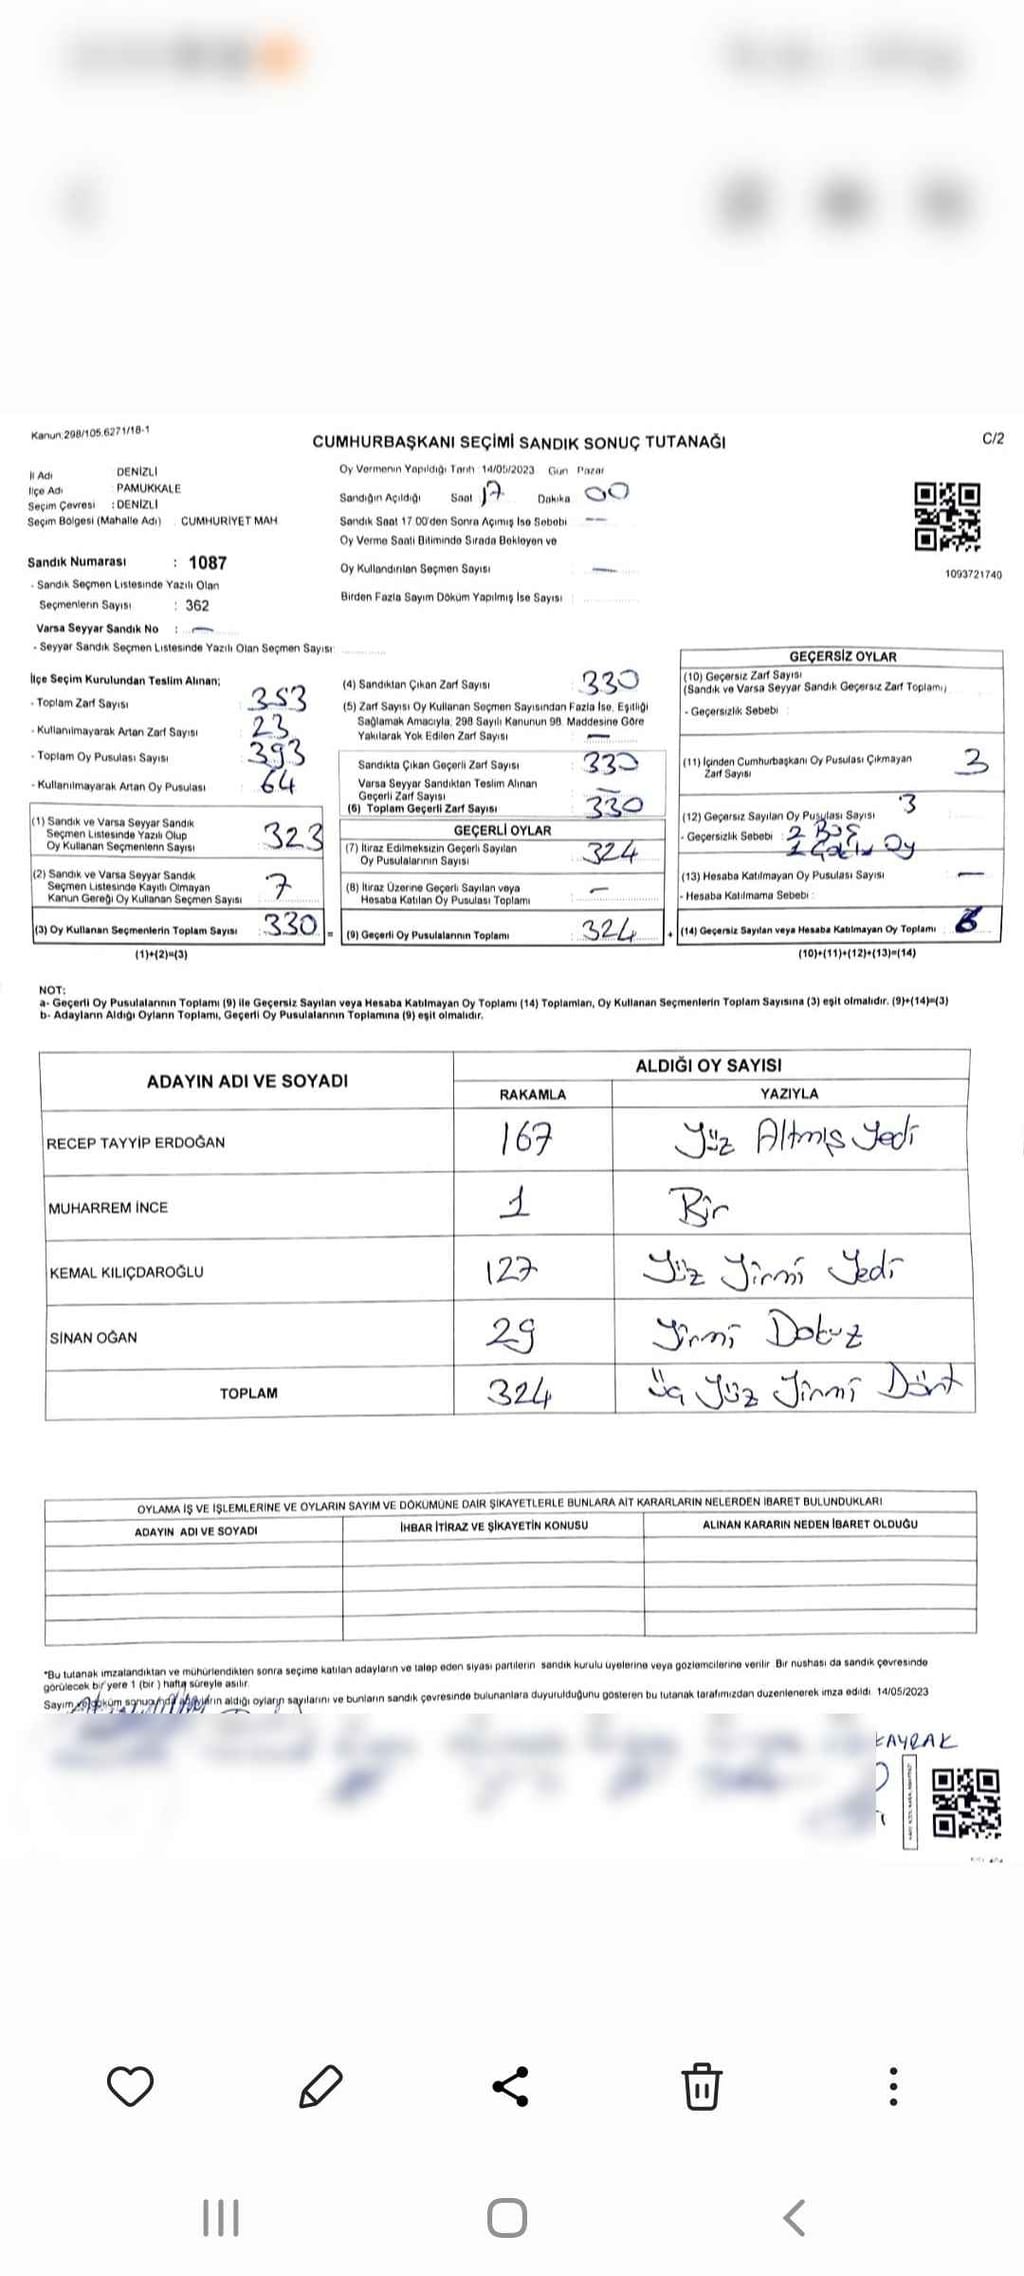 Kanun:298/105.6271/18-1
CUMHURBAŞKANI SEÇİMİ SANDIK SONUÇ TUTANAĞI
C/2
İl Adı DENİZLİ
İlçe Adı PAMUKKALE
Seçim Çevresi : DENİZLİ
Seçim Bölgesi (Mahalle Adı) CUMHURİYET MAH
Sandık Numarası : 1087
- Sandık Seçmen Listesinde Yazılı Olan
Seçmenlerin Sayısı : 362
Varsa Seyyar Sandık No : —
- Seyyar Sandık Seçmen Listesinde Yazılı Olan Seçmen Sayısı
Oy Vermenin Yapıldığı Tarih 14/05/2023 Gün Pazar
Sandığın Açıldığı Saat 17 Dakika 00
Sandık Saat 17.00'den Sonra Açımış İse Sebebi —
Oy Verme Saati Bitiminde Sırada Bekleyen ve
Oy Kullandırılan Seçmen Sayısı —
Birden Fazla Sayım Döküm Yapılmış İse Sayısı :
1093721740
İlçe Seçim Kurulundan Teslim Alınan;
- Toplam Zarf Sayısı 353
- Kullanılmayarak Artan Zarf Sayısı 23
- Toplam Oy Pusulası Sayısı 393
- Kullanılmayarak Artan Oy Pusulası 64
(1) Sandık ve Varsa Seyyar Sandık
Seçmen Listesinde Yazılı Olup
Oy Kullanan Seçmenlerin Sayısı 323
(2) Sandık ve Varsa Seyyar Sandık
Seçmen Listesinde Kayıtlı Olmayan
Kanun Gereği Oy Kullanan Seçmen Sayısı 7
(3) Oy Kullanan Seçmenlerin Toplam Sayısı 330 =
(1)+(2)=(3)
(4) Sandıktan Çıkan Zarf Sayısı 330
(5) Zarf Sayısı Oy Kullanan Seçmen Sayısından Fazla İse, Eşitliği
Sağlamak Amacıyla, 298 Sayılı Kanunun 98. Maddesine Göre
Yakılarak Yok Edilen Zarf Sayısı —
Sandıkta Çıkan Geçerli Zarf Sayısı 330
Varsa Seyyar Sandıktan Teslim Alınan
Geçerli Zarf Sayısı —
(6) Toplam Geçerli Zarf Sayısı 330
GEÇERLİ OYLAR
(7) İtiraz Edilmeksizin Geçerli Sayılan
Oy Pusulalarının Sayısı 324
(8) İtiraz Üzerine Geçerli Sayılan veya
Hesaba Katılan Oy Pusulası Toplamı —
(9) Geçerli Oy Pusulalarının Toplamı 324 +
GEÇERSİZ OYLAR
(10) Geçersiz Zarf Sayısı
(Sandık ve Varsa Seyyar Sandık Geçersiz Zarf Toplamı)
- Geçersizlik Sebebi :
(11) İçinden Cumhurbaşkanı Oy Pusulası Çıkmayan
Zarf Sayısı 3
(12) Geçersiz Sayılan Oy Pusulası Sayısı 3
- Geçersizlik Sebebi : 2 Boş
1 Oy
(13) Hesaba Katılmayan Oy Pusulası Sayısı —
- Hesaba Katılmama Sebebi :
(14) Geçersiz Sayılan veya Hesaba Katılmayan Oy Toplamı 6
(10)+(11)+(12)+(13)=(14)
NOT:
a- Geçerli Oy Pusulalarının Toplamı (9) ile Geçersiz Sayılan veya Hesaba Katılmayan Oy Toplamı (14) Toplamları, Oy Kullanan Seçmenlerin Toplam Sayısına (3) eşit olmalıdır. (9)+(14)=(3)
b- Adayların Aldığı Oyların Toplamı, Geçerli Oy Pusulalarının Toplamına (9) eşit olmalıdır.
ADAYIN ADI VE SOYADI
ALDIĞI OY SAYISI
RAKAMLA YAZIYLA
RECEP TAYYİP ERDOĞAN 167 Yüz Altmış Yedi
MUHARREM İNCE 1 Bir
KEMAL KILIÇDAROĞLU 127 Yüz Yirmi Yedi
SİNAN OĞAN 29 Yirmi Dokuz
TOPLAM 324 Üç Yüz Yirmi Dört
OYLAMA İŞ VE İŞLEMLERİNE VE OYLARIN SAYIM VE DÖKÜMÜNE DAİR ŞİKAYETLERLE BUNLARA AİT KARARLARIN NELERDEN İBARET BULUNDUKLARI
ADAYIN ADI VE SOYADI İHBAR İTİRAZ VE ŞİKAYETİN KONUSU ALINAN KARARIN NEDEN İBARET OLDUĞU
*Bu tutanak imzalandıktan ve mühürlendikten sonra seçime katılan adayların ve talep eden siyasi partilerin sandık kurulu üyelerine veya gözlemcilerine verilir. Bir nushası da sandık çevresinde
görülecek bir yere 1 (bir ) hafta süreyle asılır.
Sayım döküm aldığı oyların sayılarını ve bunların sandık çevresinde bulunanlara duyurulduğunu gösteren bu tutanak tarafımızdan düzenlenerek imza edildi 14/05/2023
KAYRAK